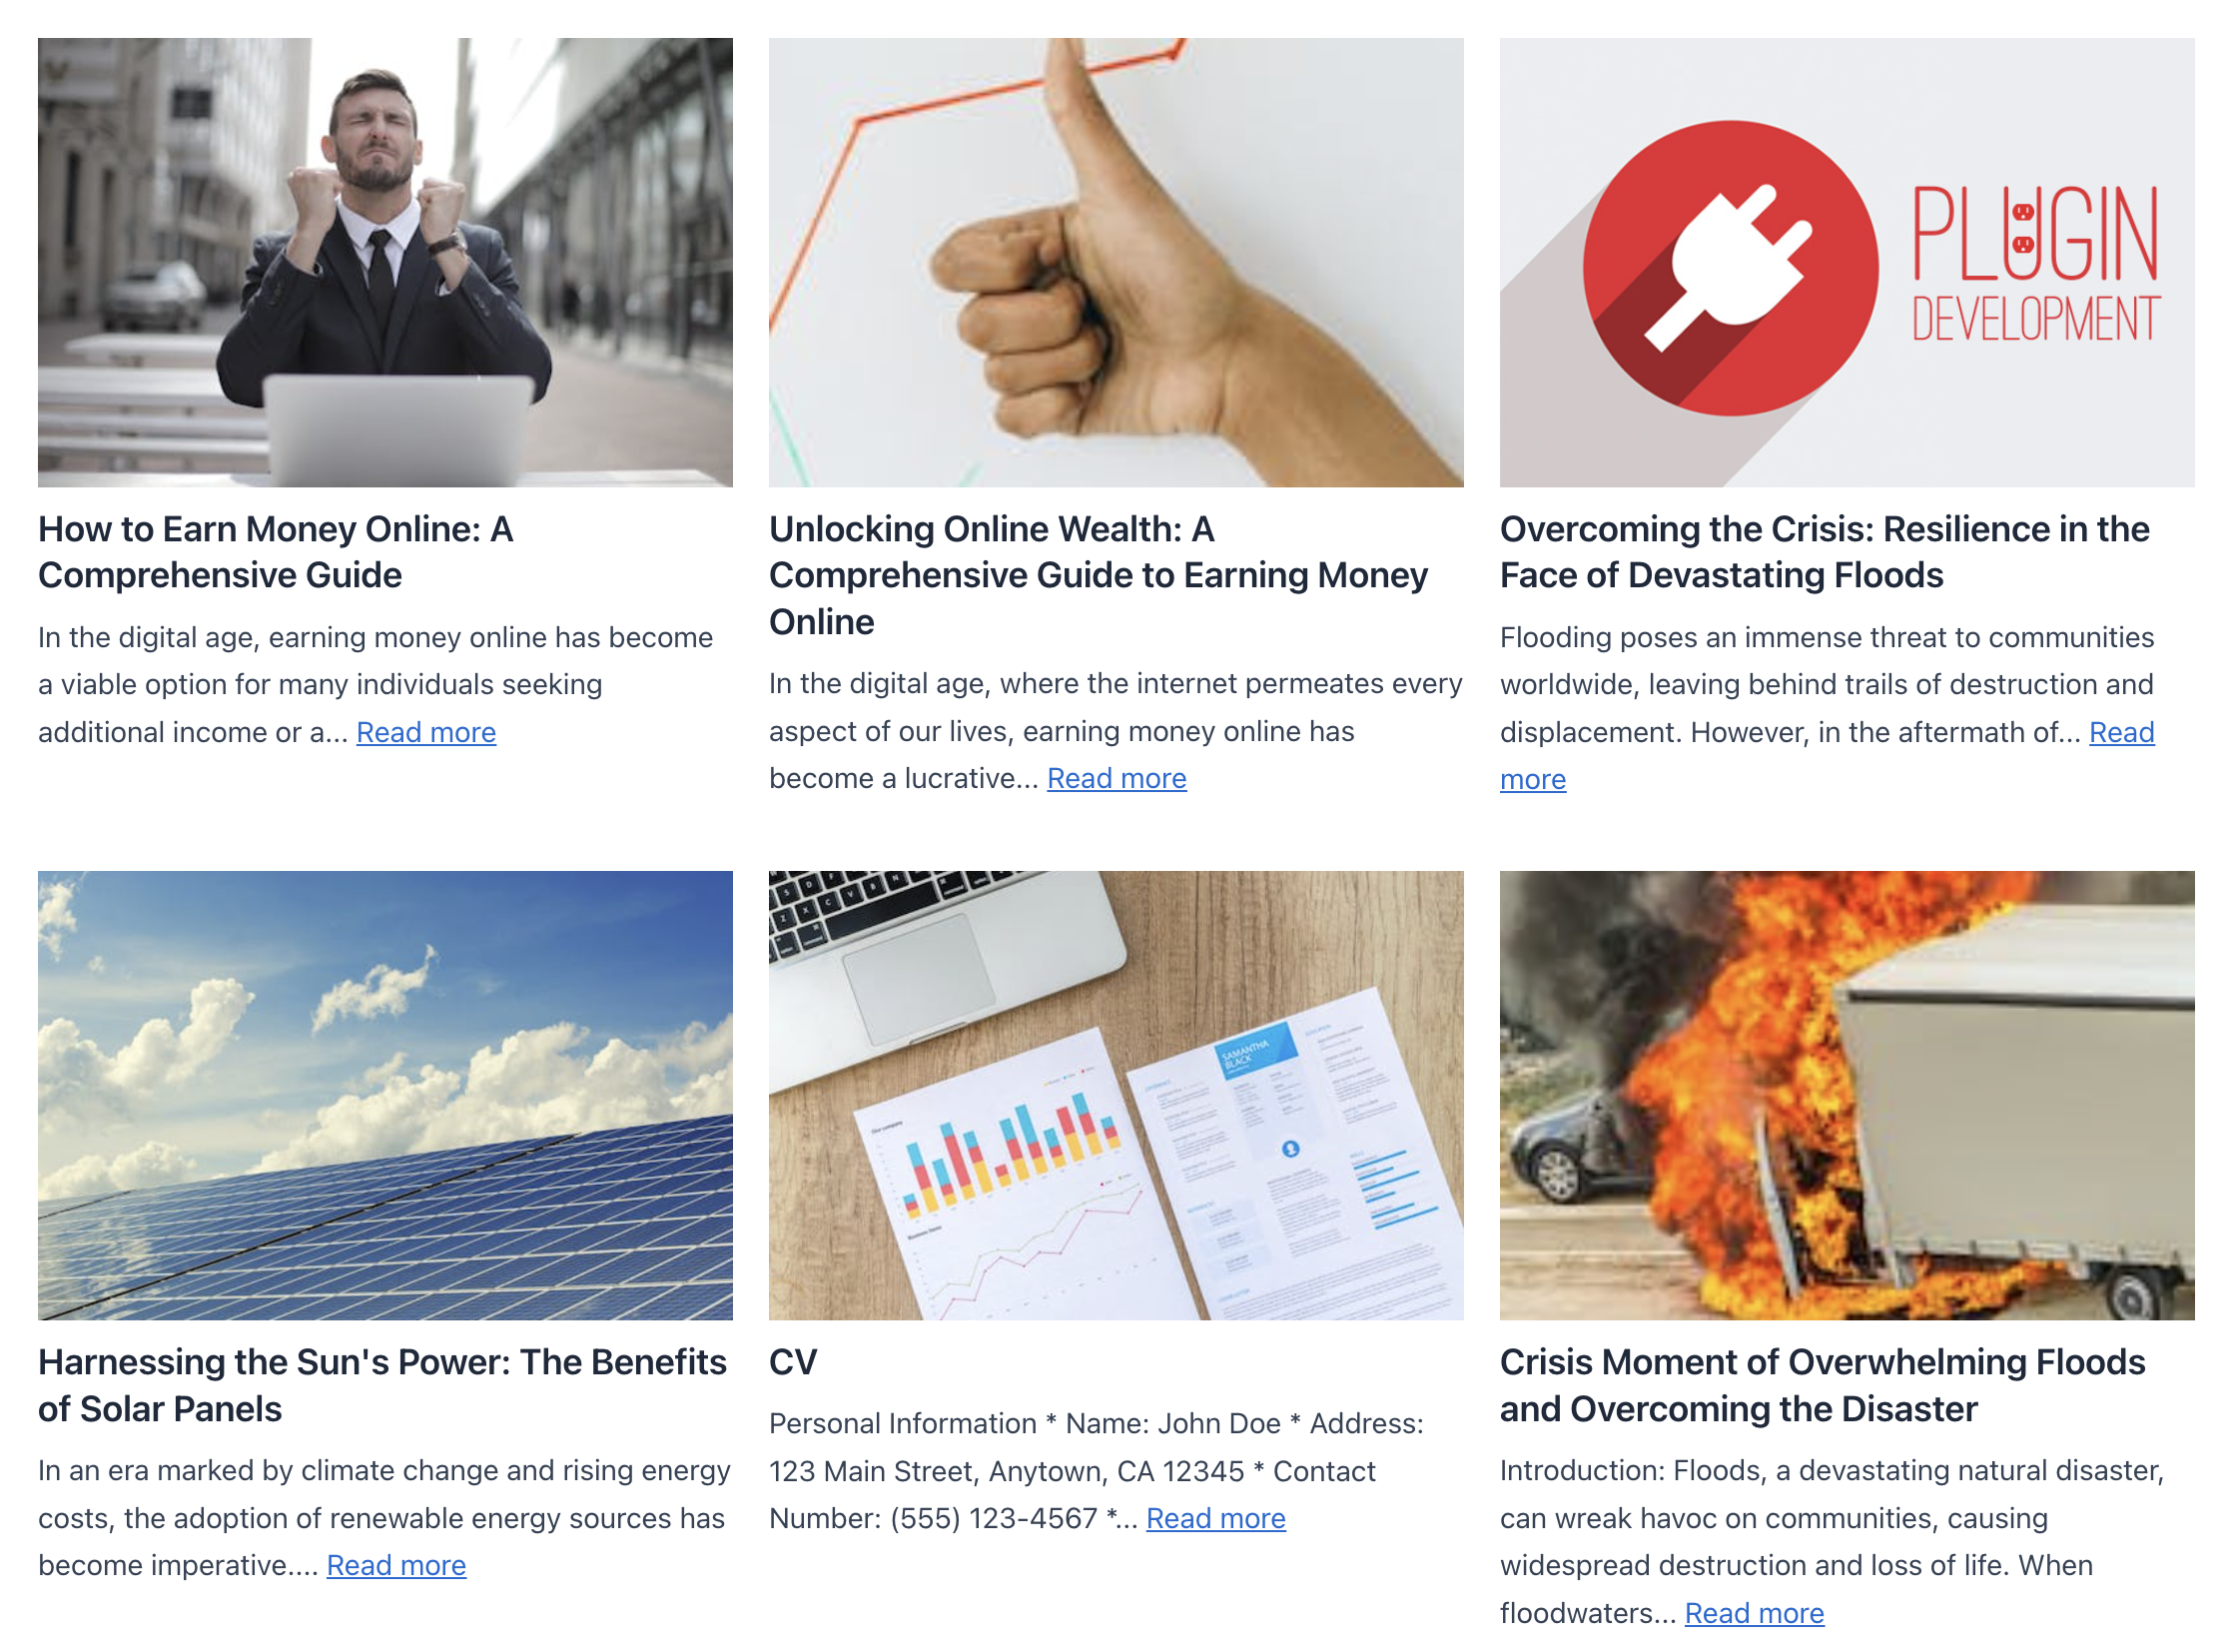 PLUGIN
DEVELOPMENT
How to Earn Money Online: A
Comprehensive Guide
In the digital age, earning money online has become
a viable option for many individuals seeking
additional income or a... Read more
Unlocking Online Wealth: A
Comprehensive Guide to Earning Money
Online
In the digital age, where the internet permeates every
aspect of our lives, earning money online has
become a lucrative... Read more
Overcoming the Crisis: Resilience in the
Face of Devastating Floods
Flooding poses an immense threat to communities
worldwide, leaving behind trails of destruction and
displacement. However, in the aftermath of... Read
more
SAMANTHA
BLACK
Our company
Business items
Harnessing the Sun's Power: The Benefits
of Solar Panels
In an era marked by climate change and rising energy
costs, the adoption of renewable energy sources has
become imperative.... Read more
CV
Personal Information * Name: John Doe * Address:
123 Main Street, Anytown, CA 12345 * Contact
Number: (555) 123-4567 *... Read more
Crisis Moment of Overwhelming Floods
and Overcoming the Disaster
Introduction: Floods, a devastating natural disaster,
can wreak havoc on communities, causing
widespread destruction and loss of life. When
floodwaters... Read more